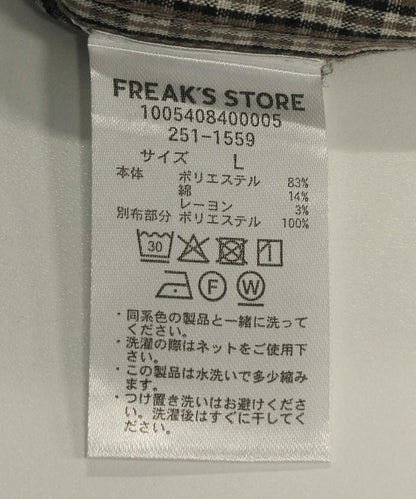 FREAK'S STORE
1005408400005
251-1559
サイズ L
本体 ポリエステル 83%
綿 14%
レーヨン 3%
別布部分 ポリエステル 100%
30
F W
・同系色の製品と一緒に洗って
ください。
・洗濯の際はネットをご使用下
さい。
・この製品は水洗いで多少縮み
ます。
・つけ置き洗いはお避けくださ
い。洗濯後はすぐに干してくだ
さい。